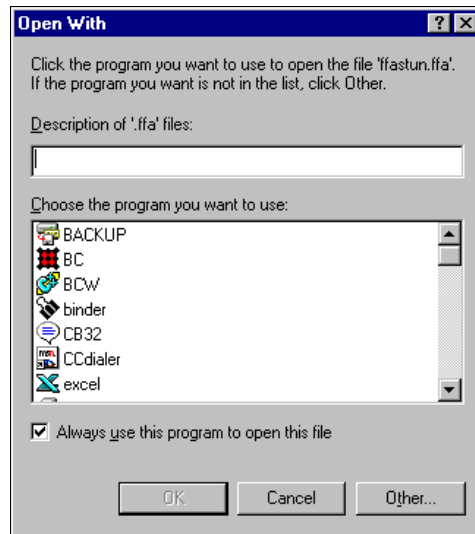 Open With
Click the program you want to use to open the file 'ffastun.ffa'.
If the program you want is not in the list, click Other.
Description of '.ffa' files:
Choose the program you want to use:
BACKUP
BC
BCW
binder
CB32
CCdialer
excel
Always use this program to open this file
OK
Cancel
Other...